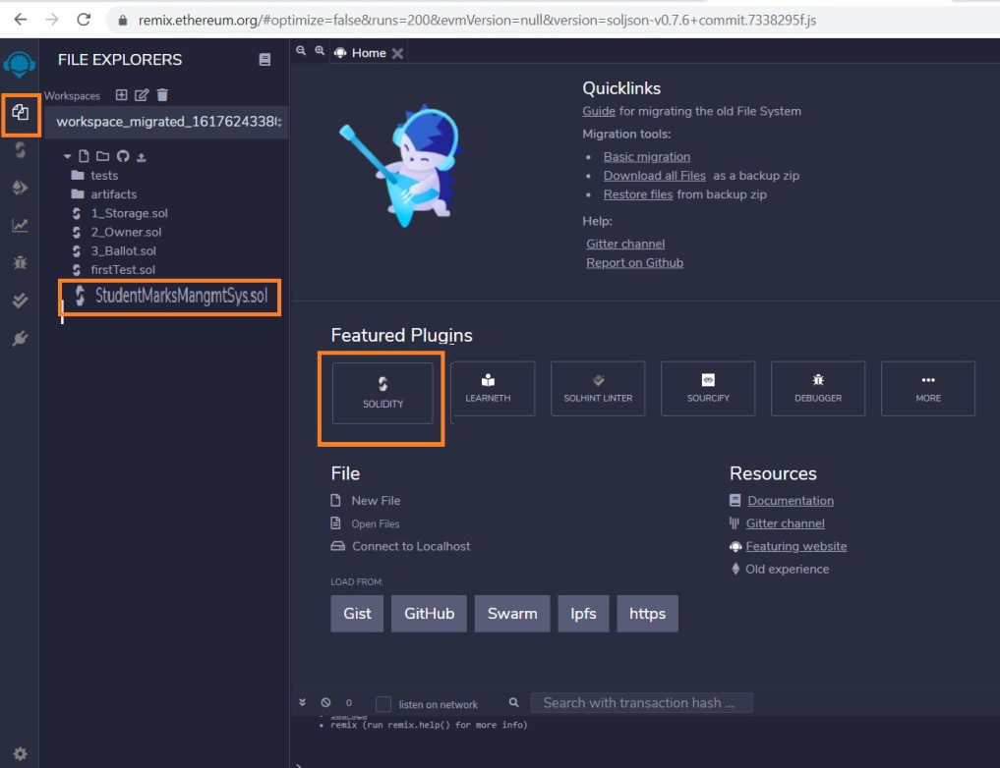 remix.ethereum.org/#optimize=false&runs=200&evmVersion=null&version=soljson-v0.7.6+commit.7338295f.js
FILE EXPLORERS
Workspaces
workspace_migrated_16176243380
tests
artifacts
1_Storage.sol
2_Owner.sol
3_Ballot.sol
firstTest.sol
StudentMarksMangmtSys.sol
Home
Quicklinks
Guide for migrating the old File System
Migration tools:
• Basic migration
• Download all Files as a backup zip
• Restore files from backup zip
Help:
Gitter channel
Report on Github
Featured Plugins
SOLIDITY
LEARNETH
SOLHINT LINTER
SOURCIFY
DEBUGGER
MORE
File
New File
Open Files
Connect to Localhost
LOAD FROM:
Gist GitHub Swarm Ipfs https
Resources
Documentation
Gitter channel
Featuring website
Old experience
0 listen on network Search with transaction hash ...
• remix (run remix.help() for more info)
>